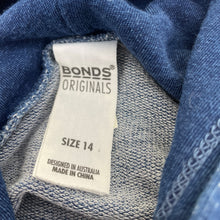 BONDS
ORIGINALS
SIZE 14
DESIGNED IN AUSTRALIA
MADE IN CHINA